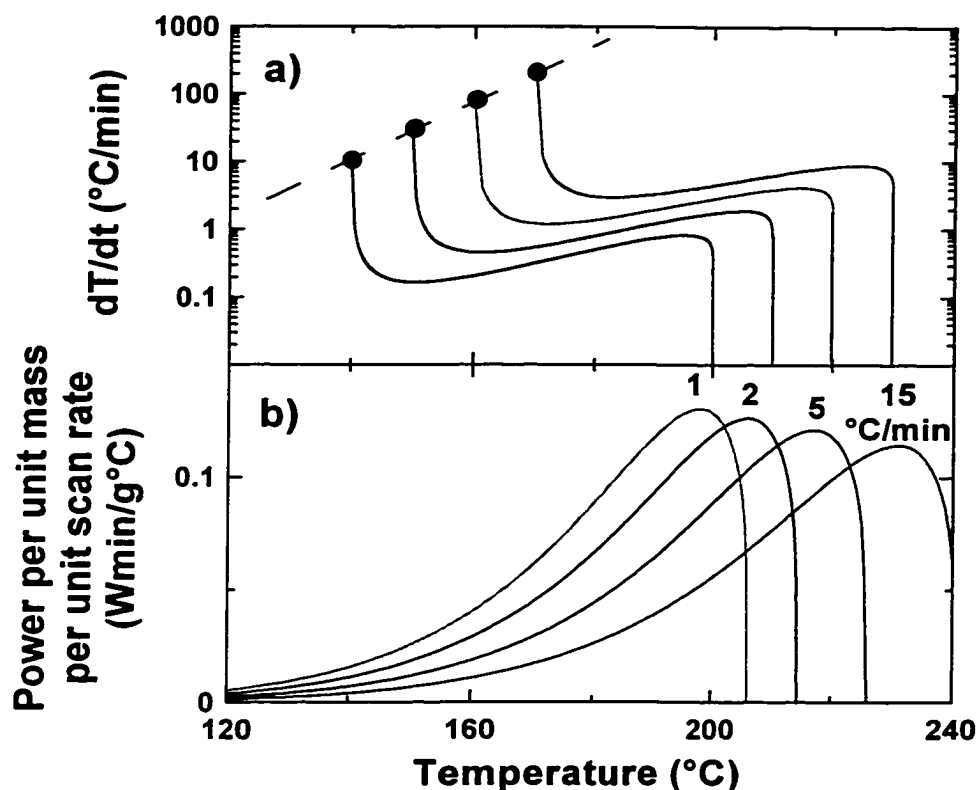 1000
100
10
1
0.1
dT/dt (°C/min)
a)
Power per unit mass
per unit scan rate
(Wmin/g°C)
b)
1
2
5
15
°C/min
0.1
0
120
160
200
240
Temperature (°C)